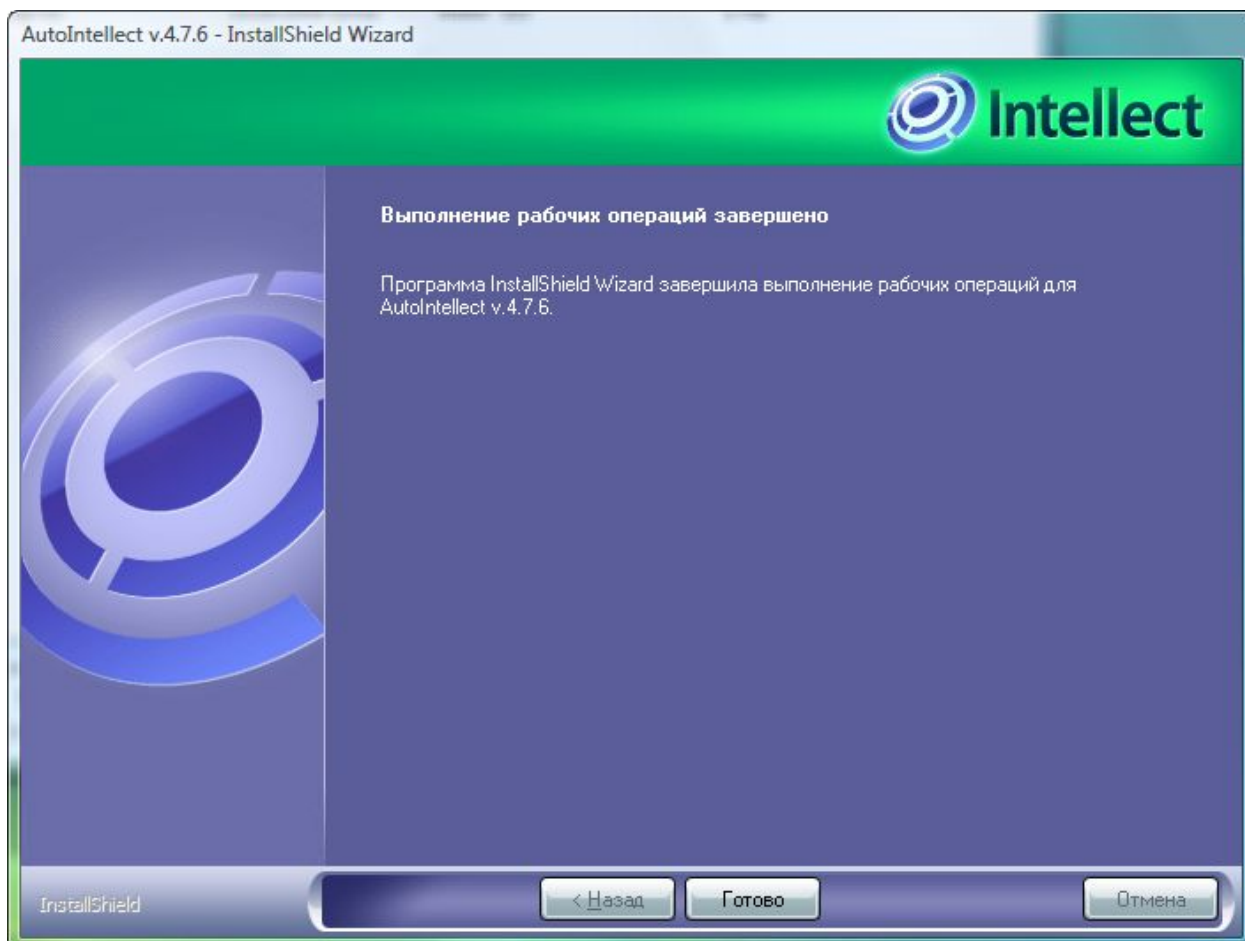 AutoIntellect v.4.7.6 - InstallShield Wizard
Intellect
Выполнение рабочих операций завершено
Программа InstallShield Wizard завершила выполнение рабочих операций для
AutoIntellect v.4.7.6.
InstallShield
< Назад
Готово
Отмена